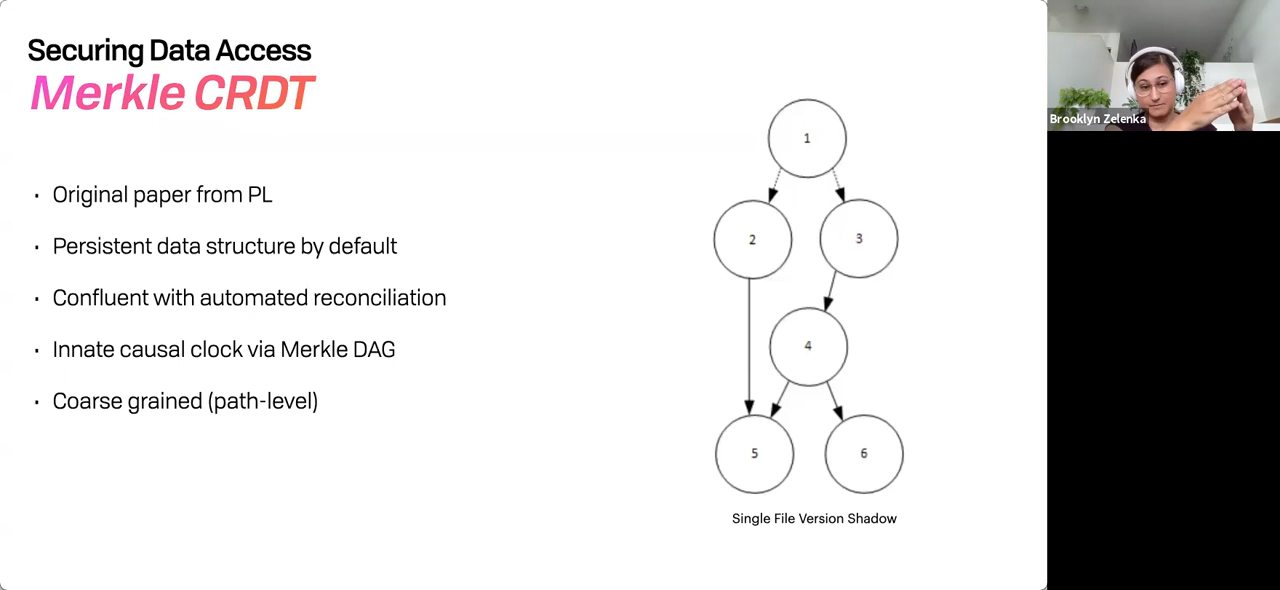 Securing Data Access
Merkle CRDT
· Original paper from PL
· Persistent data structure by default
· Confluent with automated reconciliation
· Innate causal clock via Merkle DAG
· Coarse grained (path-level)
1
2
3
4
5
6
Single File Version Shadow
Brooklyn Zelenka